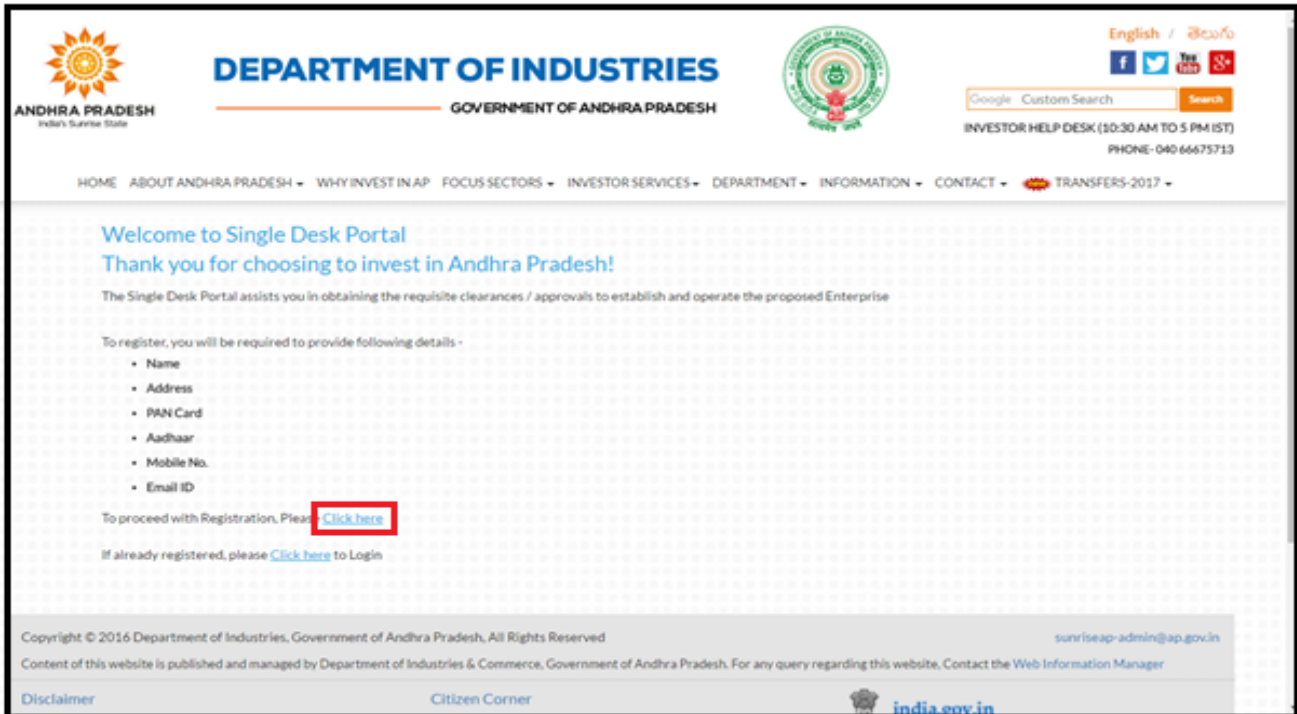 English / తెలుగు
ANDHRA PRADESH
India's Sunrise State
DEPARTMENT OF INDUSTRIES
GOVERNMENT OF ANDHRA PRADESH
Google Custom Search Search
INVESTOR HELP DESK (10:30 AM TO 5 PM IST)
PHONE- 040 66675713
HOME ABOUT ANDHRA PRADESH WHY INVEST IN AP FOCUS SECTORS INVESTOR SERVICES DEPARTMENT INFORMATION CONTACT new TRANSFERS-2017
Welcome to Single Desk Portal
Thank you for choosing to invest in Andhra Pradesh!
The Single Desk Portal assists you in obtaining the requisite clearances / approvals to establish and operate the proposed Enterprise
To register, you will be required to provide following details -
• Name
• Address
• PAN Card
• Aadhaar
• Mobile No.
• Email ID
To proceed with Registration, Please Click here
If already registered, please Click here to Login
Copyright © 2016 Department of Industries, Government of Andhra Pradesh, All Rights Reserved
sunriseap-admin@ap.gov.in
Content of this website is published and managed by Department of Industries & Commerce, Government of Andhra Pradesh. For any query regarding this website, Contact the Web Information Manager
Disclaimer
Citizen Corner
india.gov.in